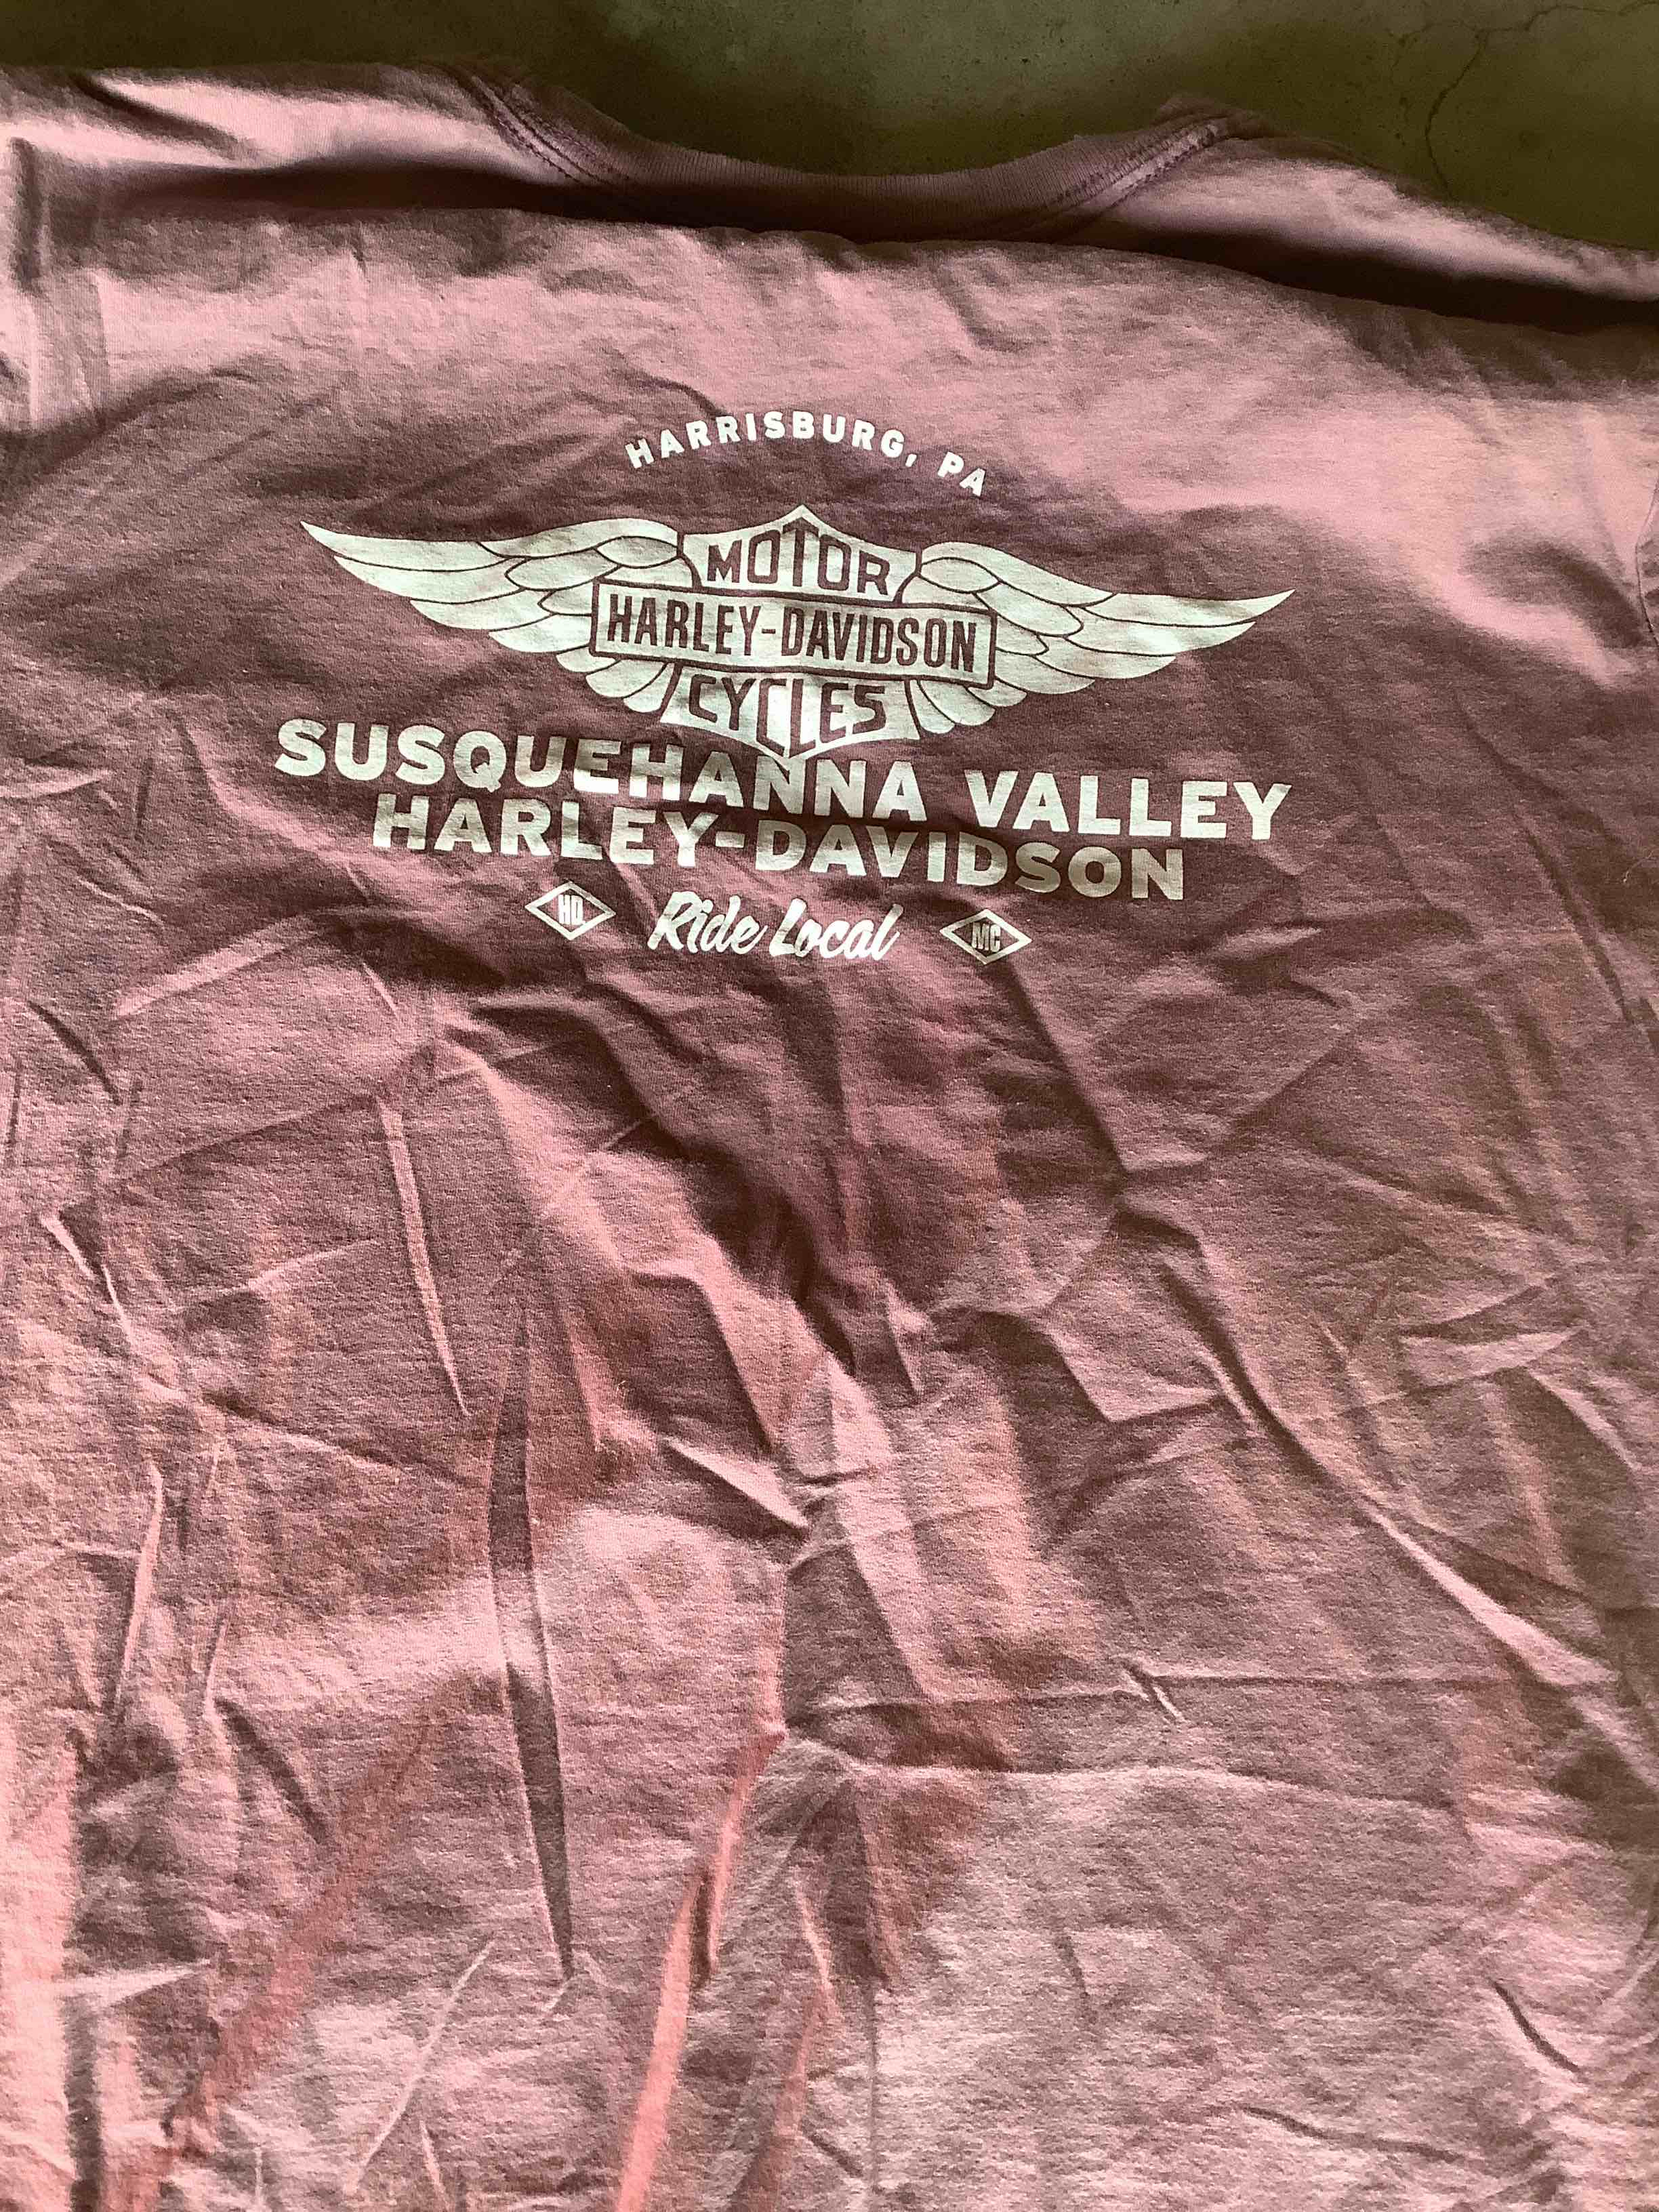 HARRISBURG, PA
MOTOR
HARLEY-DAVIDSON
CYCLES
SUSQUEHANNA VALLEY
HARLEY-DAVIDSON
HD Ride Local MC